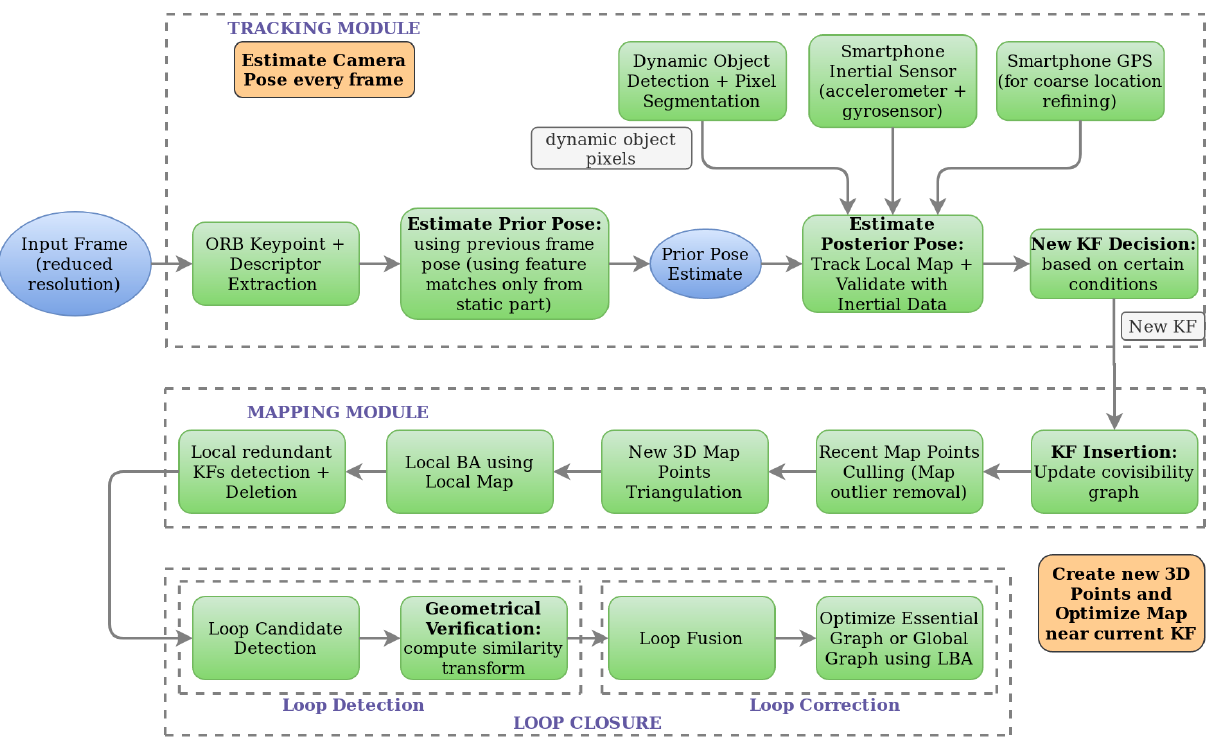 TRACKING MODULE
Estimate Camera
Pose every frame
Dynamic Object
Detection + Pixel
Segmentation
Smartphone
Inertial Sensor
(accelerometer +
gyrosensor)
Smartphone GPS
(for coarse location
refining)
dynamic object
pixels
Input Frame
(reduced
resolution)
ORB Keypoint +
Descriptor
Extraction
Estimate Prior Pose:
using previous frame
pose (using feature
matches only from
static part)
Prior Pose
Estimate
Estimate
Posterior Pose:
Track Local Map +
Validate with
Inertial Data
New KF Decision:
based on certain
conditions
New KF
MAPPING MODULE
Local redundant
KFs detection +
Deletion
Local BA using
Local Map
New 3D Map
Points
Triangulation
Recent Map Points
Culling (Map
outlier removal)
KF Insertion:
Update covisibility
graph
Create new 3D
Points and
Optimize Map
near current KF
Loop Candidate
Detection
Geometrical
Verification:
compute similarity
transform
Loop Fusion
Optimize Essential
Graph or Global
Graph using LBA
Loop Detection
Loop Correction
LOOP CLOSURE